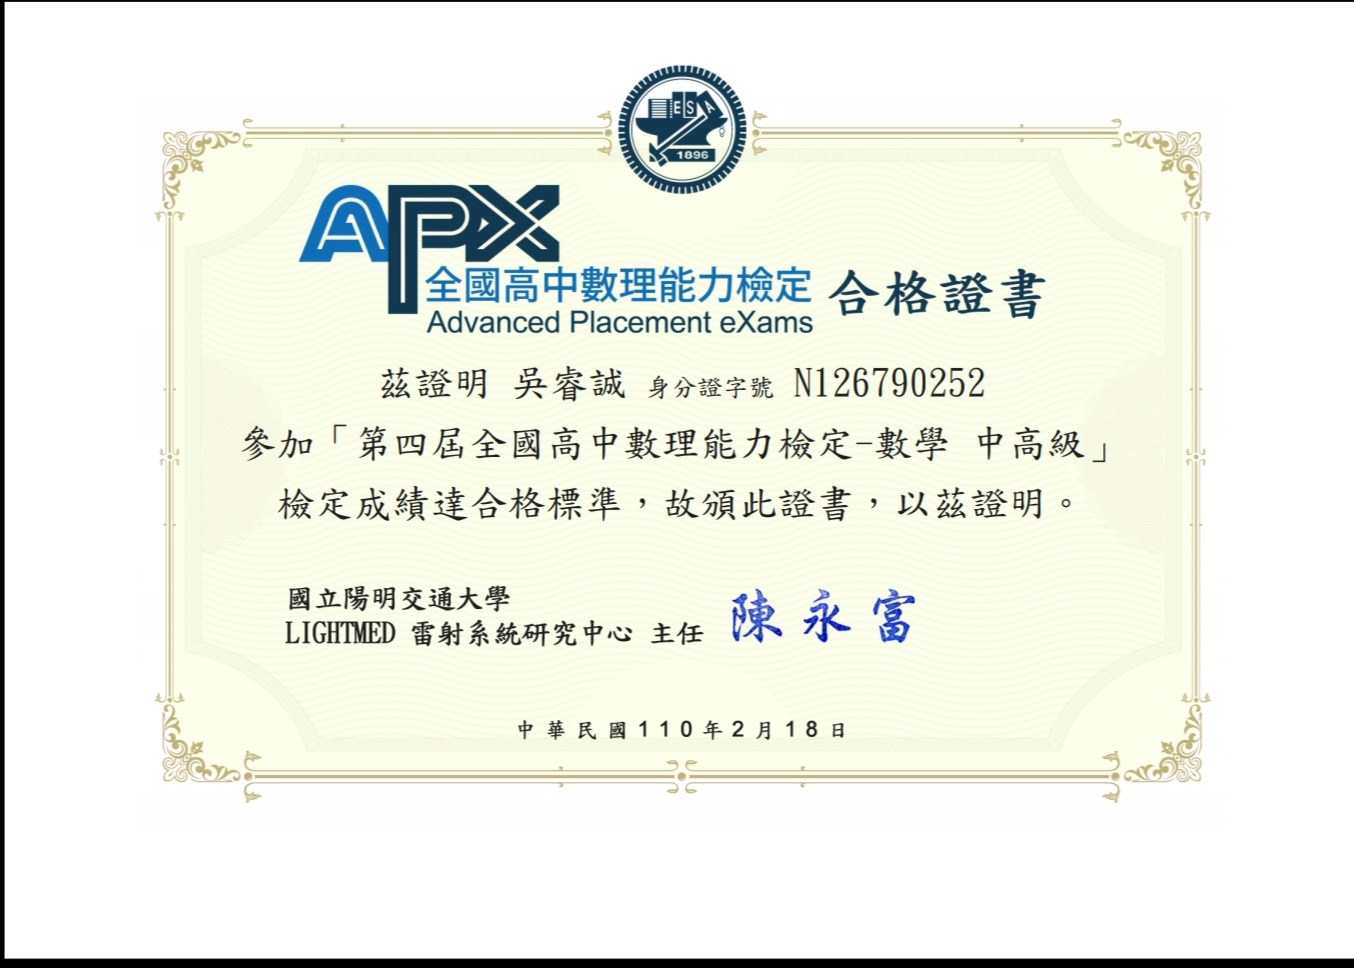 ESA
1896
APX
全國高中數理能力檢定 合格證書
Advanced Placement eXams
茲證明 吳睿誠 身分證字號 N126790252
參加「第四屆全國高中數理能力檢定-數學 中高級」
檢定成績達合格標準，故頒此證書，以茲證明。
國立陽明交通大學
LIGHTMED 雷射系統研究中心 主任 陳永富
中華民國110年2月18日